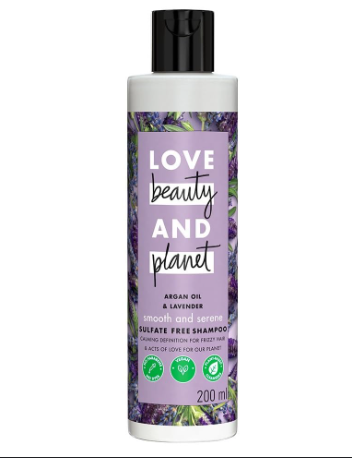 LOVE
beauty
AND
planet
ARGAN OIL
& LAVENDER
smooth and serene
SULFATE FREE SHAMPOO
CALMING DEFINITION FOR FRIZZY HAIR
& ACTS OF LOVE FOR OUR PLANET
VEGAN
200 ml